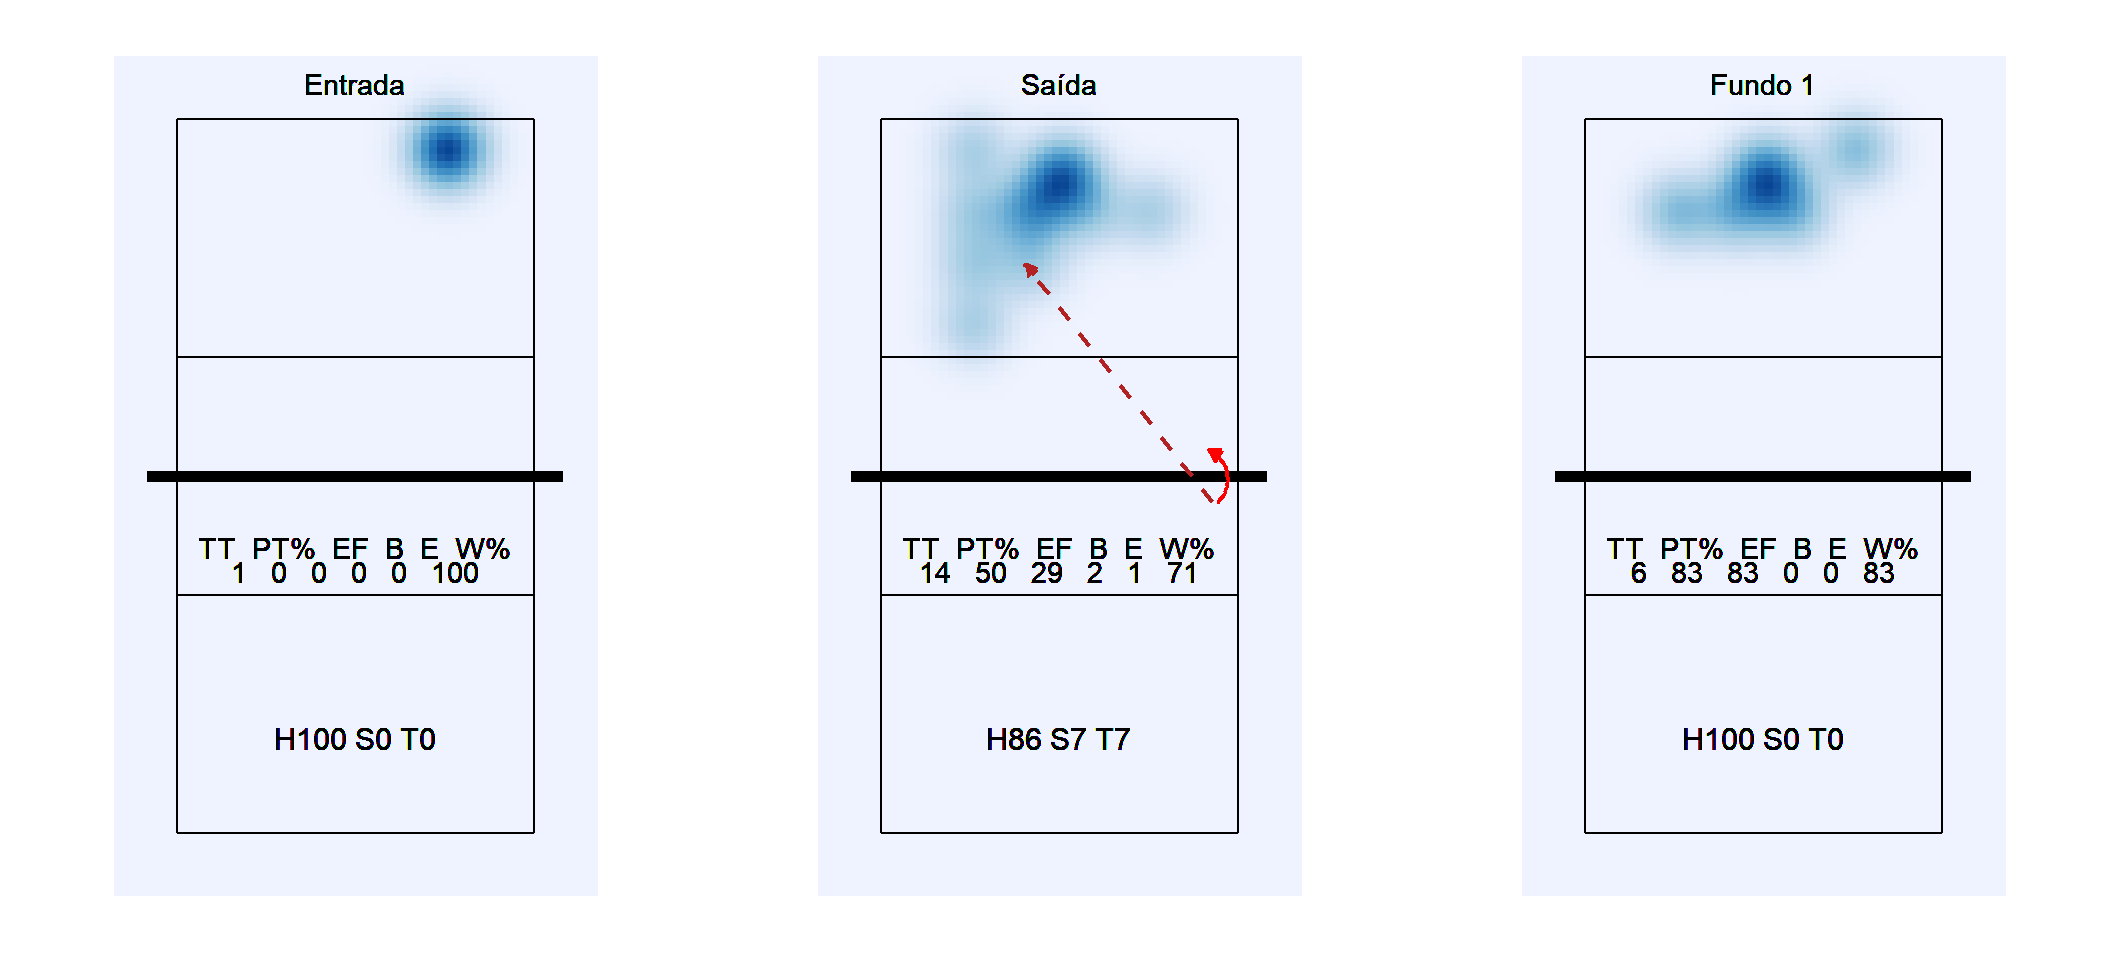 Entrada
TT PT% EF B E W%
1 0 0 0 0 100
H100 S0 T0
Saída
TT PT% EF B E W%
14 50 29 2 1 71
H86 S7 T7
Fundo 1
TT PT% EF B E W%
6 83 83 0 0 83
H100 S0 T0